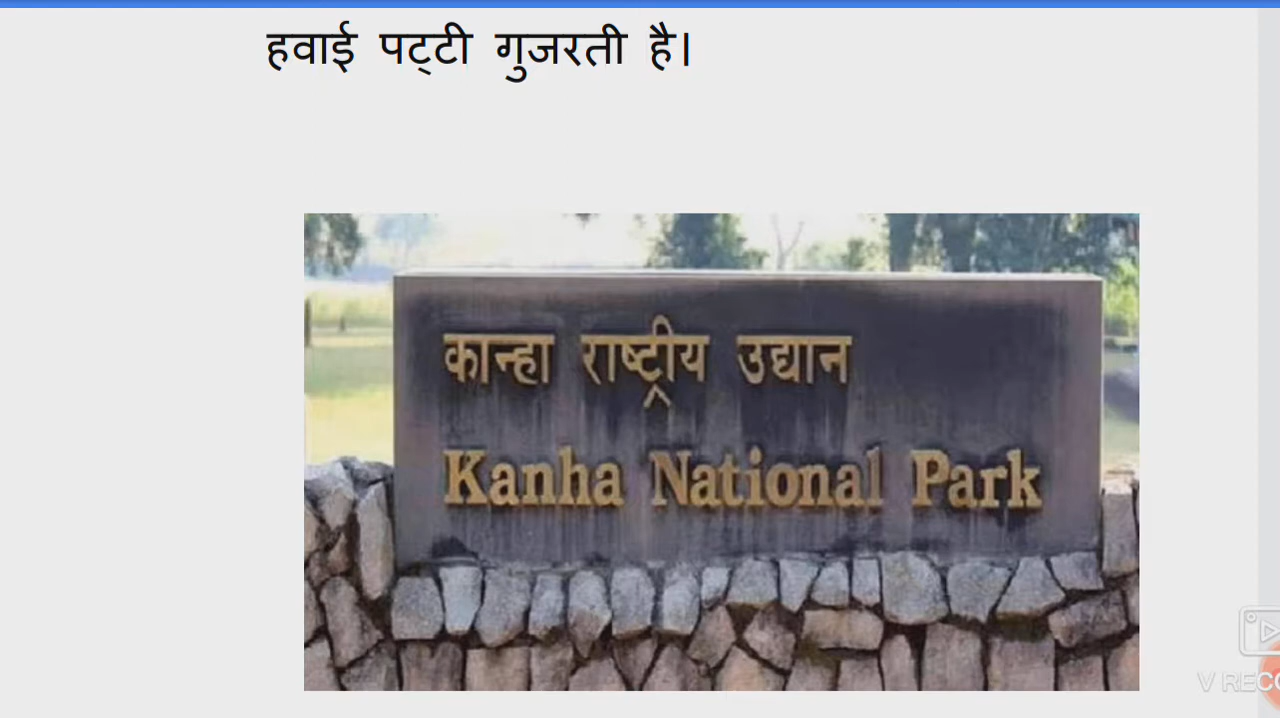 हवाई पट्टी गुजरती है।
कान्हा राष्ट्रीय उद्यान
Kanha National Park